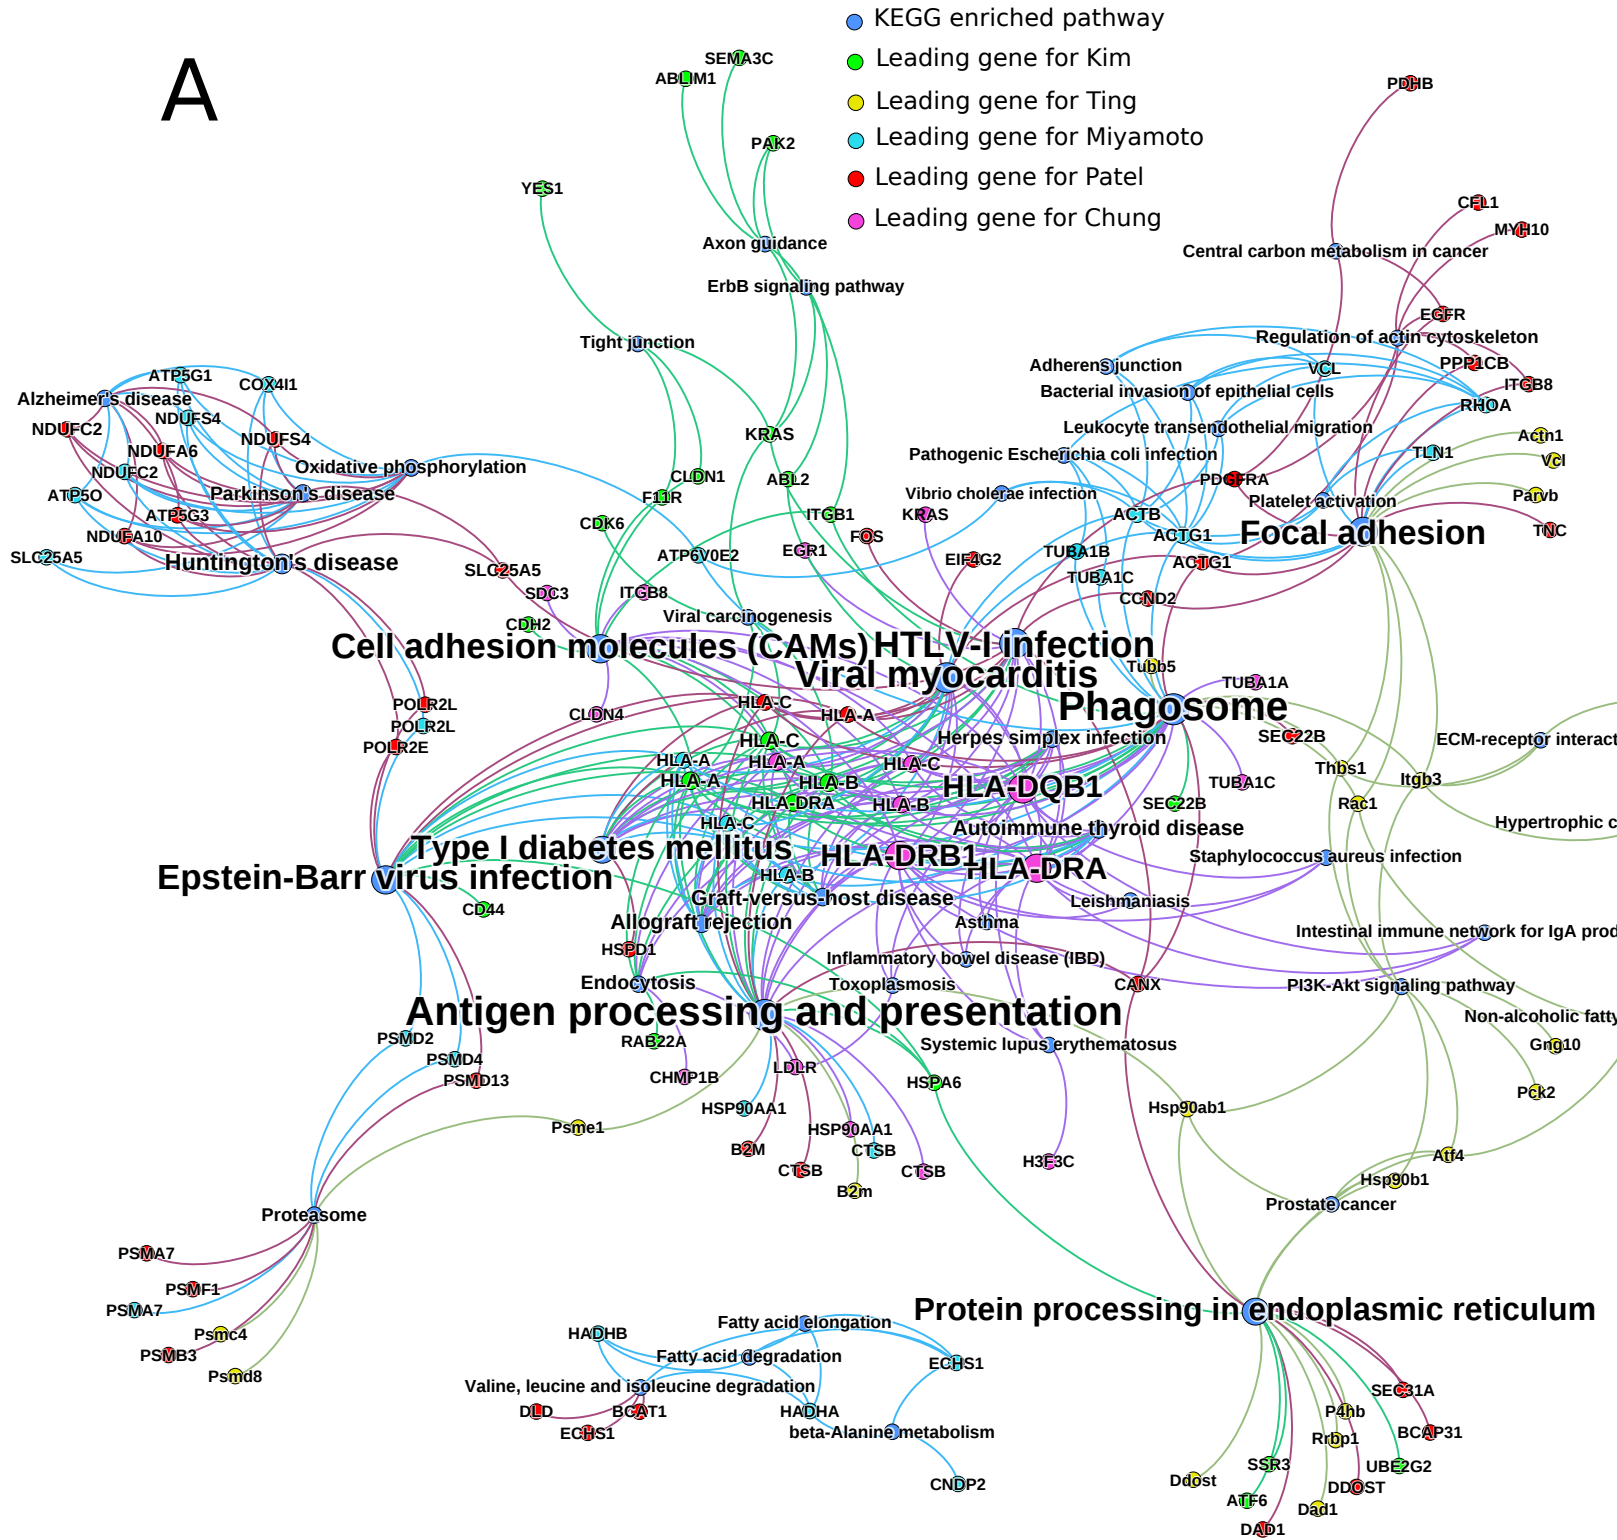 A
KEGG enriched pathway
Leading gene for Kim
Leading gene for Ting
Leading gene for Miyamoto
Leading gene for Patel
Leading gene for Chung
SEMA3C
ABLIM1
PDHB
PAK2
YES1
CFL1
MYH10
Axon guidance
Central carbon metabolism in cancer
ErbB signaling pathway
EGFR
Tight junction
Regulation of actin cytoskeleton
Adherens junction
VCL
PPP1CB
ATP5G1
COX4I1
ITGB8
Alzheimer's disease
Bacterial invasion of epithelial cells
RHOA
NDUFS4
NDUFC2
NDUFS4
KRAS
Leukocyte transendothelial migration
Actn1
NDUFA6
Pathogenic Escherichia coli infection
TLN1
Vcl
NDUFC2
Oxidative phosphorylation
CLDN1
ABL2
PDGFRA
ATP5O
Parkinson's disease
F11R
Vibrio cholerae infection
Platelet activation
Parvb
ATP5G3
CDK6
ITGB1
KRAS
ACTB
NDUFA10
FOS
ACTG1
Focal adhesion
TNC
SLC25A5
Huntington's disease
SLC25A5
ATP6V0E2
EGR1
EIF4G2
TUBA1B
ACTG1
TUBA1C
SDC3
ITGB8
CCND2
CDH2
Viral carcinogenesis
Cell adhesion molecules (CAMs)
HTLV-I infection
Viral myocarditis
Tubb5
TUBA1A
POLR2L
CLDN4
HLA-C
HLA-A
Phagosome
POLR2L
POLR2E
HLA-C
Herpes simplex infection
SEC22B
ECM-receptor interact
HLA-A
HLA-A
HLA-C
Thbs1
Itgb3
HLA-A
HLA-B
HLA-DQB1
TUBA1C
HLA-DRA
HLA-B
SEC22B
Rac1
HLA-C
Autoimmune thyroid disease
Hypertrophic c
Type I diabetes mellitus
HLA-DRB1
HLA-DRA
Staphylococcus aureus infection
Epstein-Barr virus infection
HLA-B
Graft-versus-host disease
Leishmaniasis
CD44
Allograft rejection
Asthma
Intestinal immune network for IgA prod
HSPD1
Inflammatory bowel disease (IBD)
Endocytosis
Toxoplasmosis
CANX
PI3K-Akt signaling pathway
Antigen processing and presentation
Non-alcoholic fatty
PSMD2
RAB22A
Systemic lupus erythematosus
Gng10
PSMD4
LDLR
PSMD13
CHMP1B
HSPA6
Pck2
HSP90AA1
Hsp90ab1
Psme1
HSP90AA1
B2M
CTSB
Atf4
CTSB
CTSB
H3F3C
B2m
Hsp90b1
Prostate cancer
Proteasome
PSMA7
PSMF1
PSMA7
Protein processing in endoplasmic reticulum
Psmc4
HADHB
Fatty acid elongation
PSMB3
Fatty acid degradation
ECHS1
Psmd8
Valine, leucine and isoleucine degradation
SEC31A
DLD
BCAT1
HADHA
P4hb
ECHS1
beta-Alanine metabolism
Rrbp1
BCAP31
SSR3
UBE2G2
CNDP2
Ddost
DDOST
ATF6
Dad1
DAD1